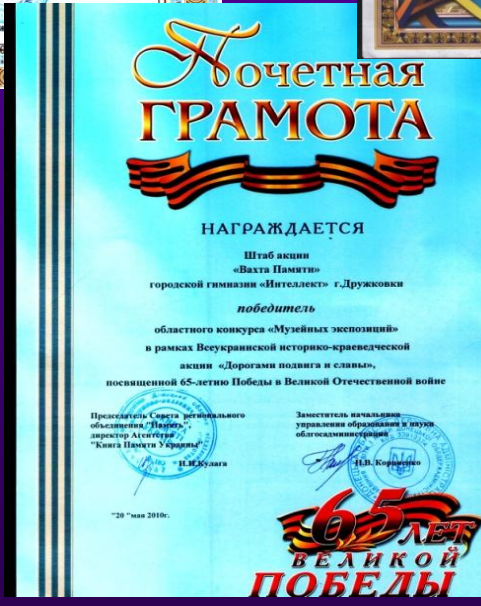 Почетная
ГРАМОТА
НАГРАЖДАЕТСЯ
Штаб акции
«Вахта Памяти»
городской гимназии «Интеллект» г.Дружковки
победитель
областного конкурса «Музейных экспозиций»
в рамках Всеукраинской историко-краеведческой
акции «Дорогами подвига и славы»,
посвященной 65-летию Победы в Великой Отечественной войне
Председатель Совета регионального
объединения "Память",
директор Агентства
"Книга Памяти Украины"
И.И.Кулага
Заместитель начальника
управления образования и науки
облгосадминистрации
Н.В.
"20 "мая 2010г.
65 ЛЕТ
ВЕЛИКОЙ
ПОБЕДЫ